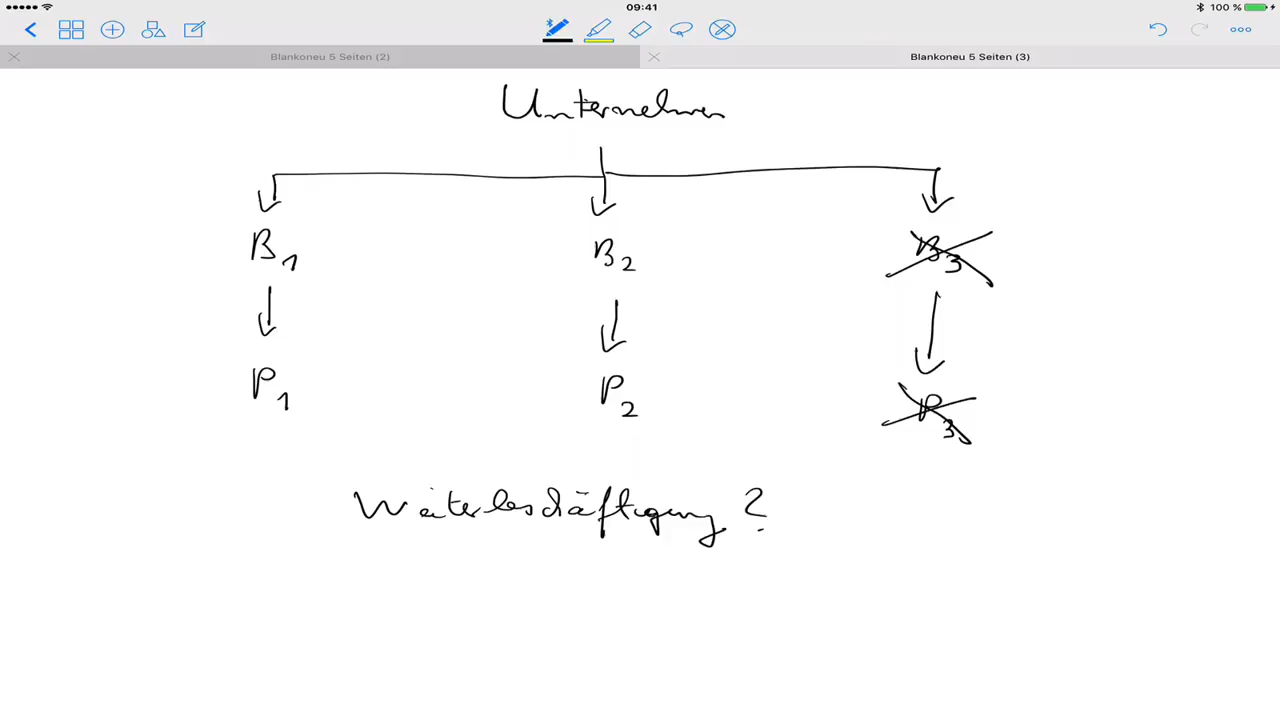 09:41
100 %
Blankoneu 5 Seiten (2)
Blankoneu 5 Seiten (3)
Unternehmen
B1 B2 B3
P1 P2 P3
Weiterbeschäftigung ?